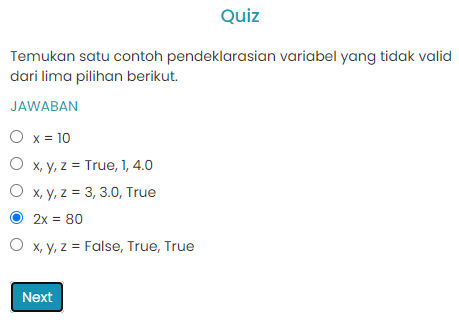 Quiz
Temukan satu contoh pendeklarasian variabel yang tidak valid
dari lima pilihan berikut.
JAWABAN
x = 10
x, y, z = True, 1, 4.0
x, y, z = 3, 3.0, True
2x = 80
x, y, z = False, True, True
Next